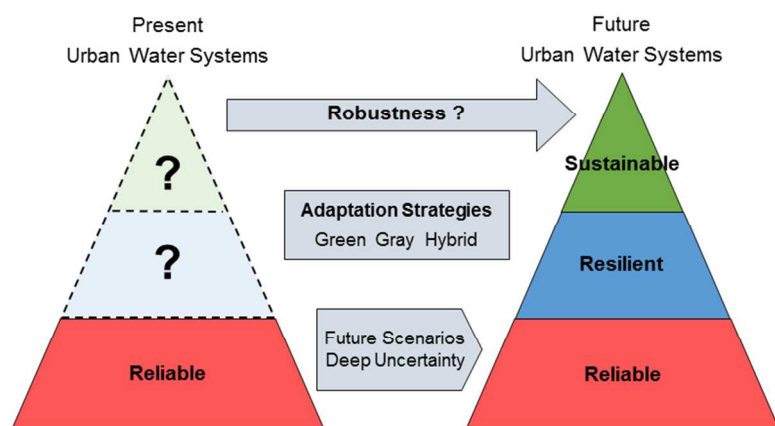 Present
Urban Water Systems
Future
Urban Water Systems
Robustness ?
?
Sustainable
Adaptation Strategies
Green Gray Hybrid
?
Resilient
Future Scenarios
Deep Uncertainty
Reliable
Reliable